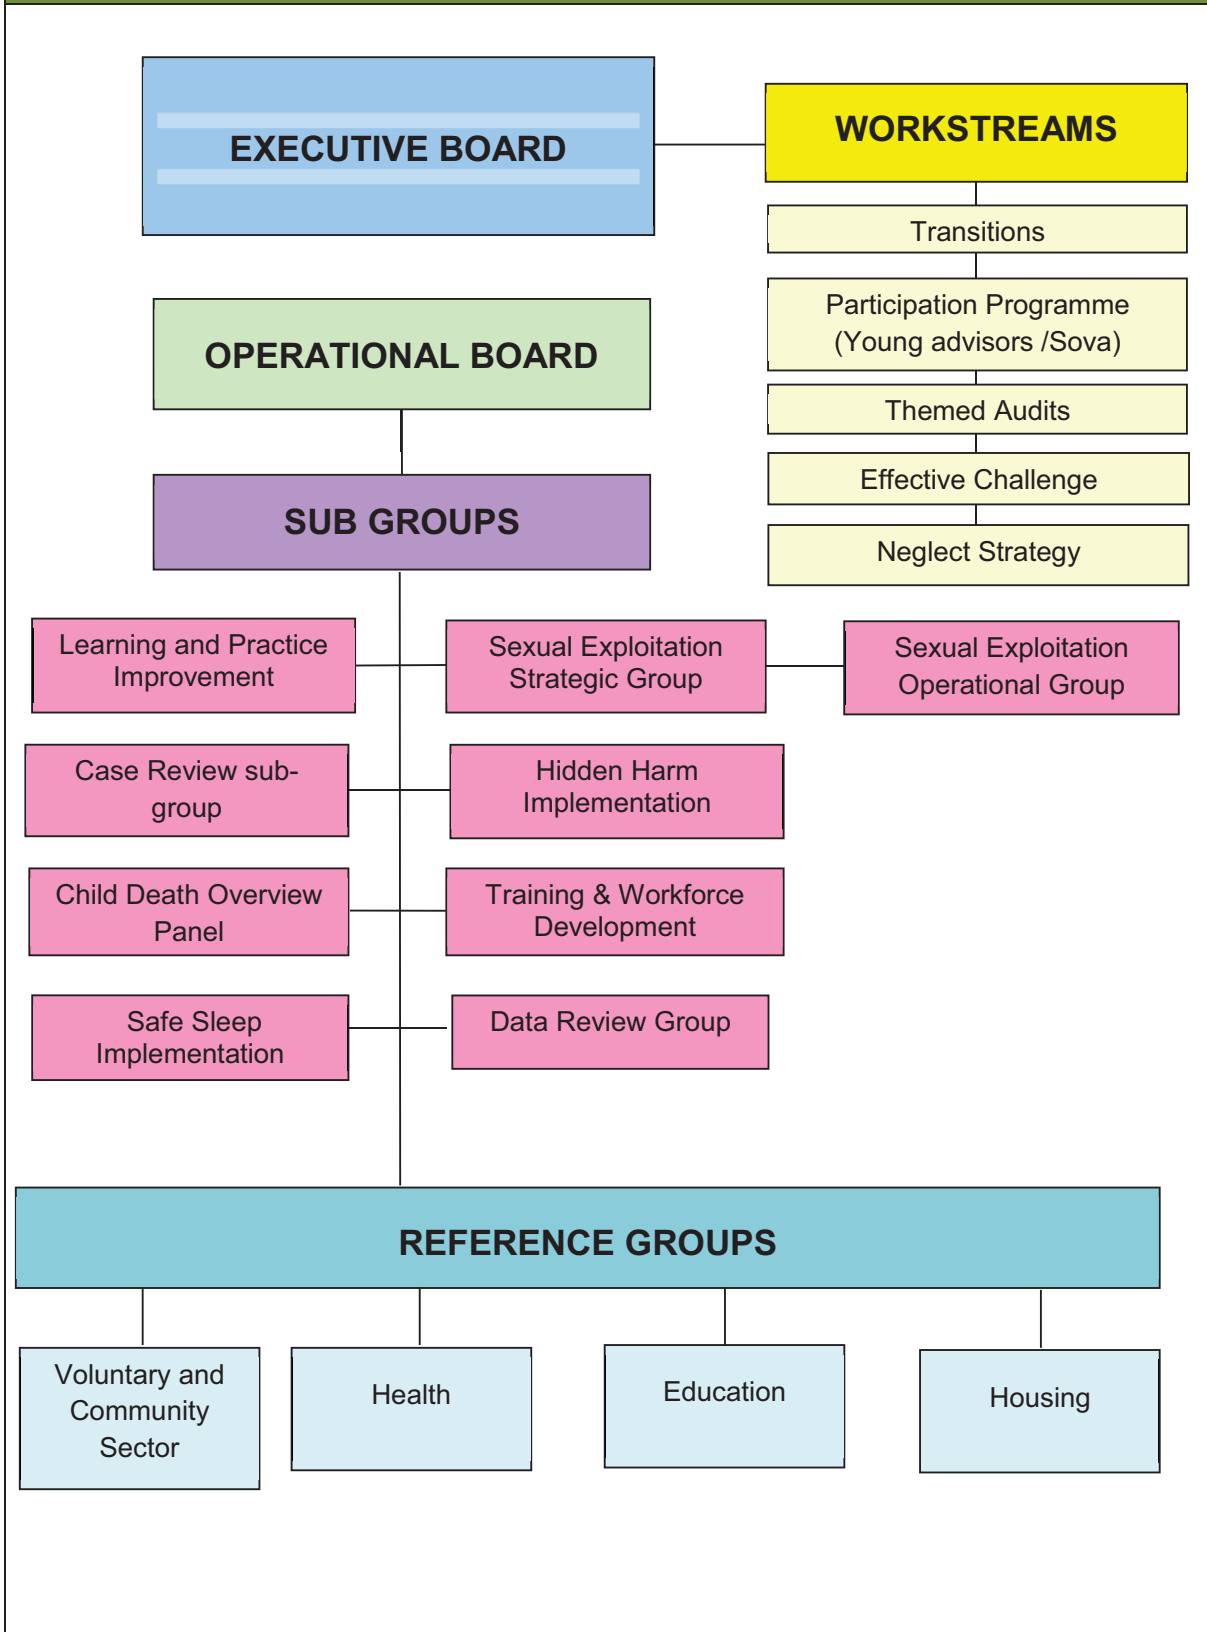 EXECUTIVE BOARD
WORKSTREAMS
Transitions
Participation Programme
(Young advisors /Sova)
Themed Audits
Effective Challenge
Neglect Strategy
OPERATIONAL BOARD
SUB GROUPS
Learning and Practice
Improvement
Sexual Exploitation
Strategic Group
Sexual Exploitation
Operational Group
Case Review sub-
group
Hidden Harm
Implementation
Child Death Overview
Panel
Training & Workforce
Development
Safe Sleep
Implementation
Data Review Group
REFERENCE GROUPS
Voluntary and
Community
Sector
Health
Education
Housing